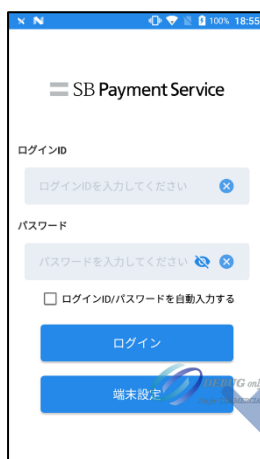 100% 18:55
SB Payment Service
ログインID
ログインIDを入力してください
パスワード
パスワードを入力してください
ログインID/パスワードを自動入力する
ログイン
端末設定
DEBUG onl